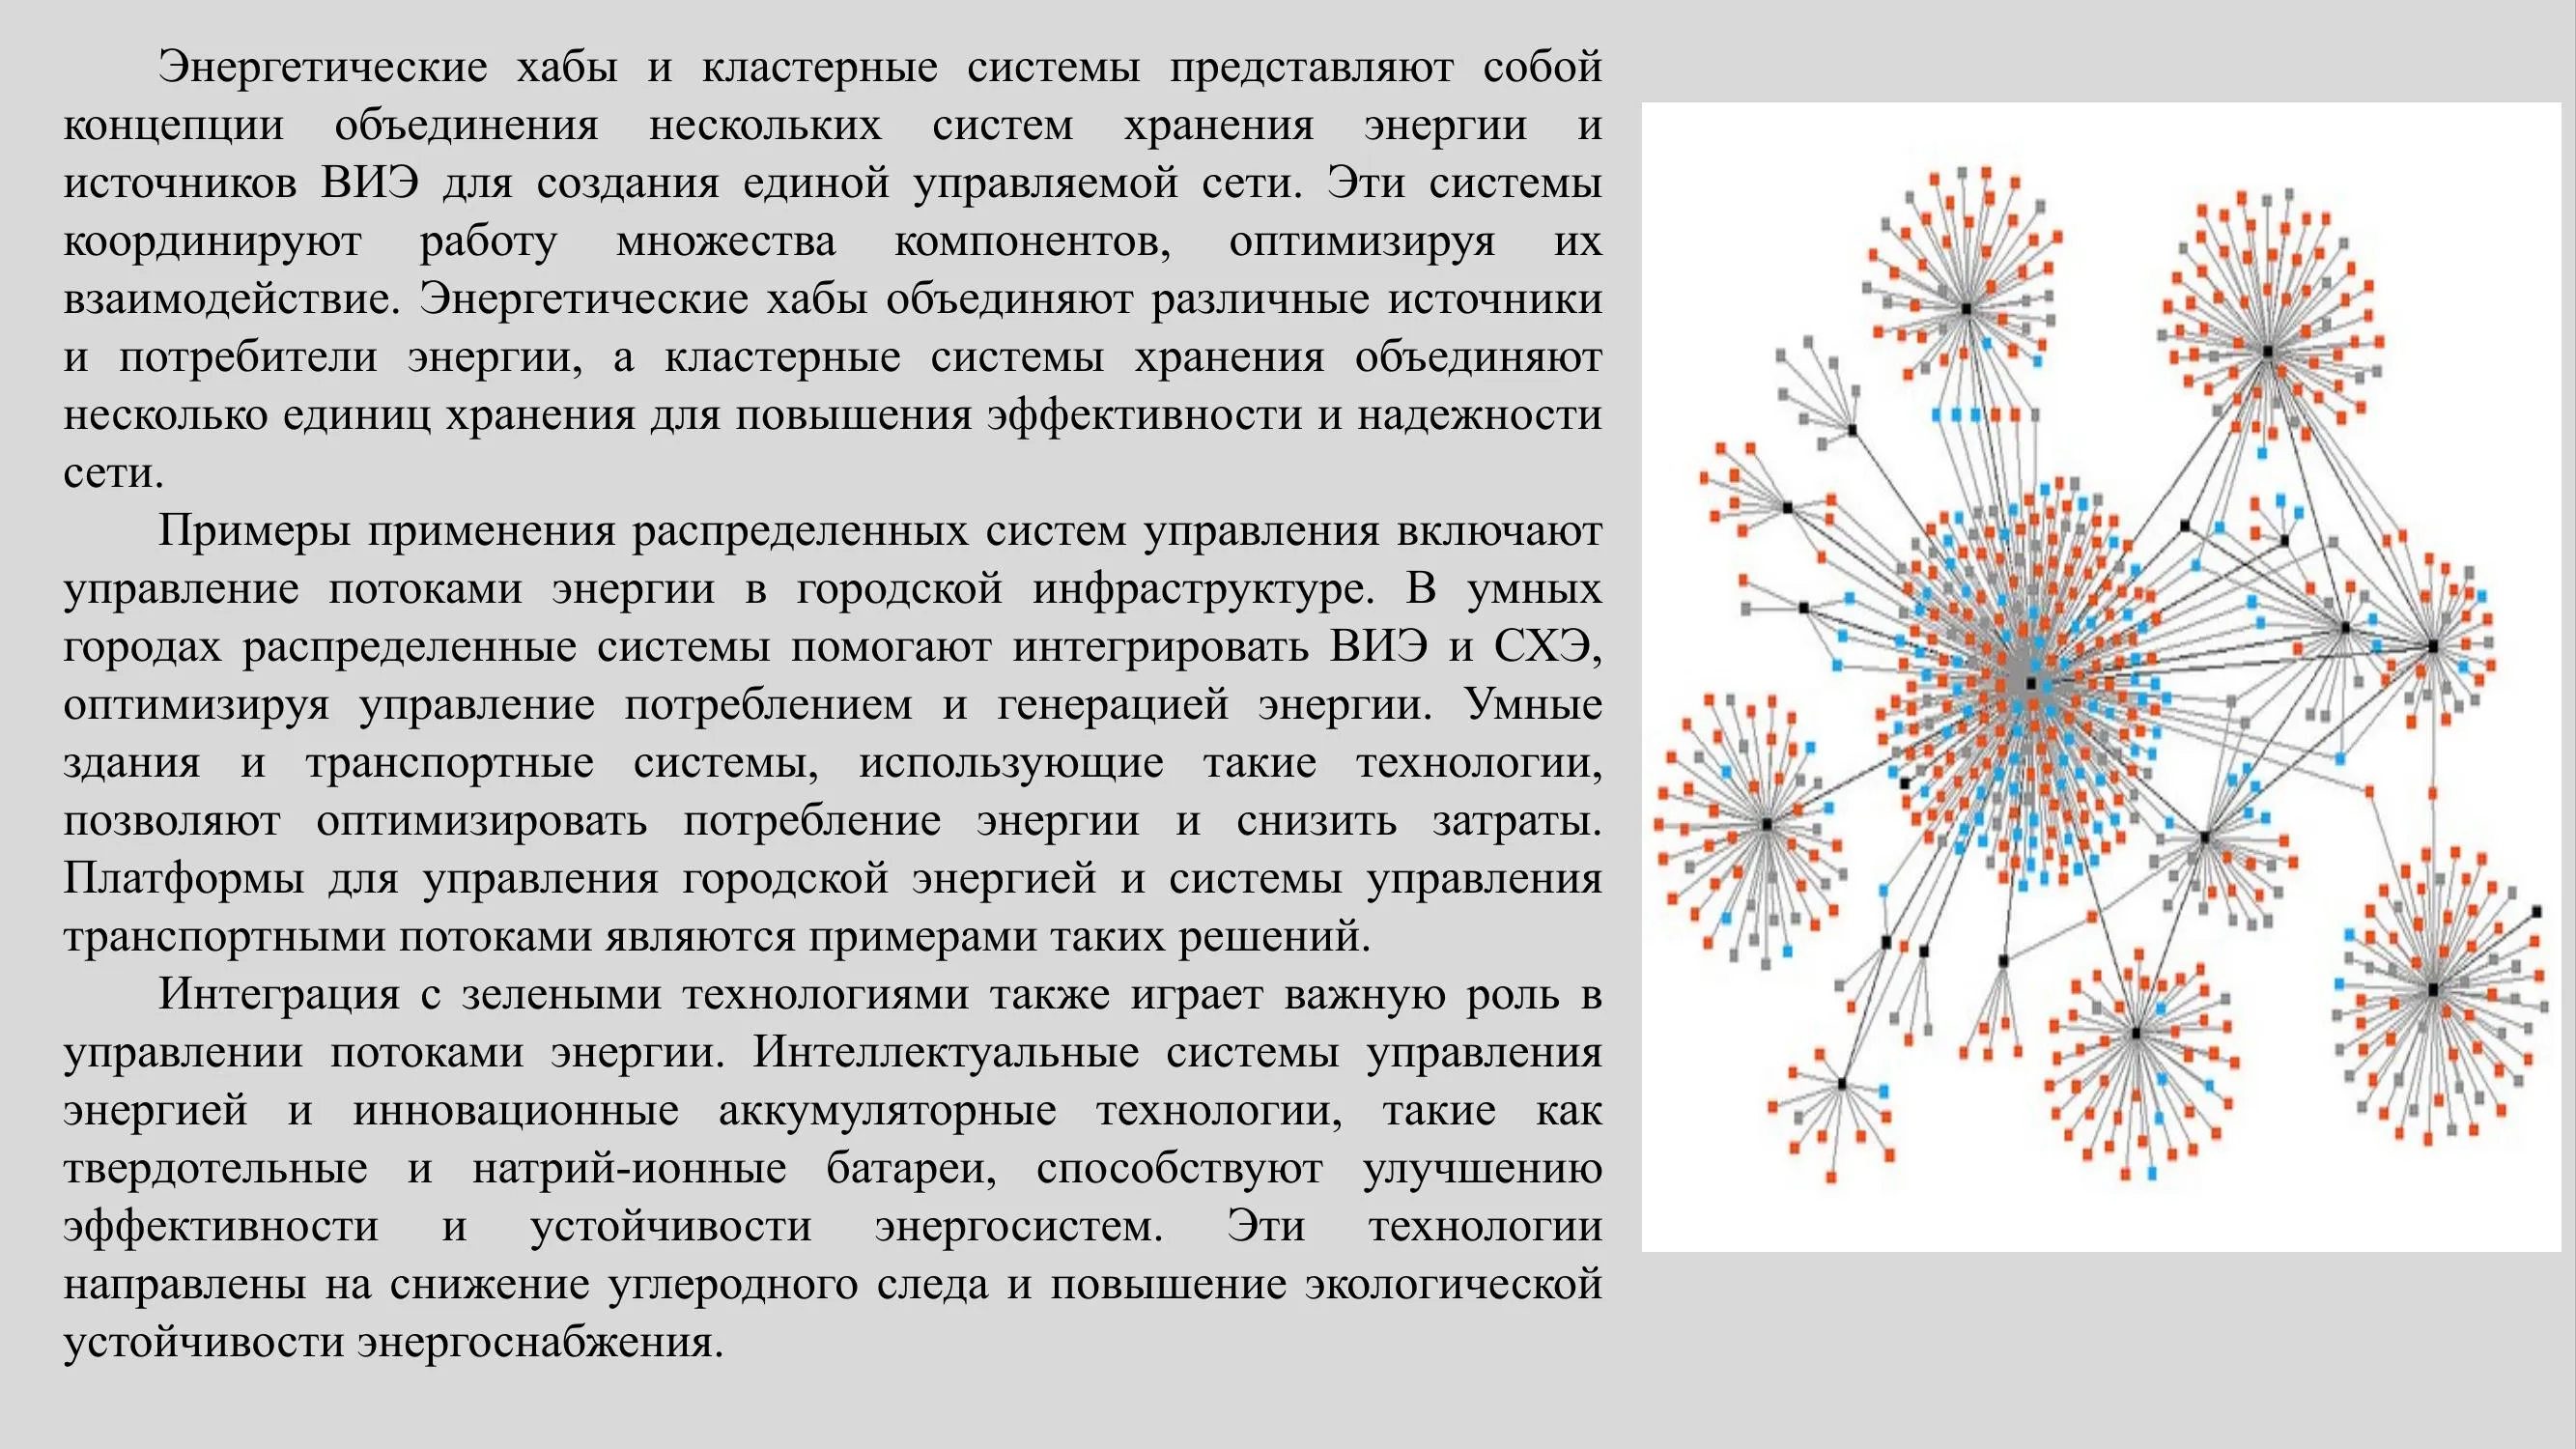 Энергетические хабы и кластерные системы представляют собой
концепции объединения нескольких систем хранения энергии и
источников ВИЭ для создания единой управляемой сети. Эти системы
координируют работу множества компонентов, оптимизируя их
взаимодействие. Энергетические хабы объединяют различные источники
и потребители энергии, а кластерные системы хранения объединяют
несколько единиц хранения для повышения эффективности и надежности
сети.
Примеры применения распределенных систем управления включают
управление потоками энергии в городской инфраструктуре. В умных
городах распределенные системы помогают интегрировать ВИЭ и СХЭ,
оптимизируя управление потреблением и генерацией энергии. Умные
здания и транспортные системы, использующие такие технологии,
позволяют оптимизировать потребление энергии и снизить затраты.
Платформы для управления городской энергией и системы управления
транспортными потоками являются примерами таких решений.
Интеграция с зелеными технологиями также играет важную роль в
управлении потоками энергии. Интеллектуальные системы управления
энергией и инновационные аккумуляторные технологии, такие как
твердотельные и натрий-ионные батареи, способствуют улучшению
эффективности и устойчивости энергосистем. Эти технологии
направлены на снижение углеродного следа и повышение экологической
устойчивости энергоснабжения.